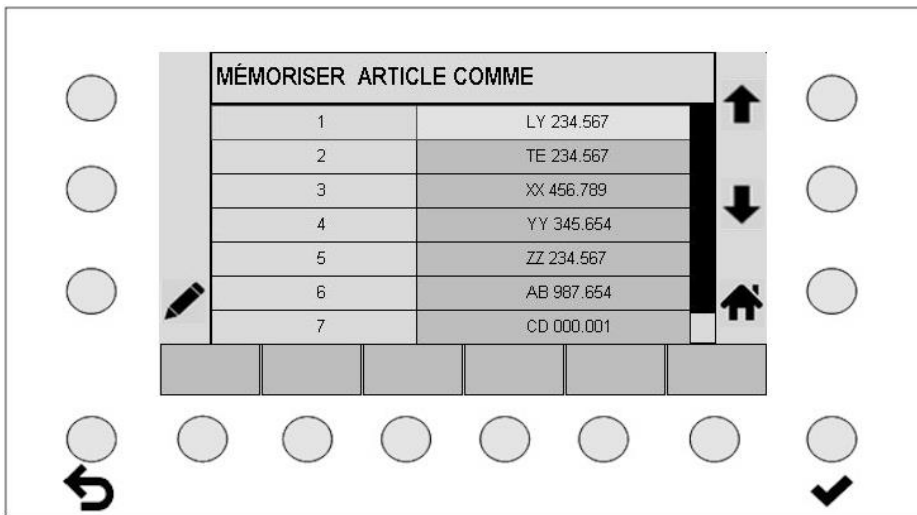 MÉMORISER ARTICLE COMME
1 LY 234.567
2 TE 234.567
3 XX 456.789
4 YY 345.654
5 ZZ 234.567
6 AB 987.654
7 CD 000.001